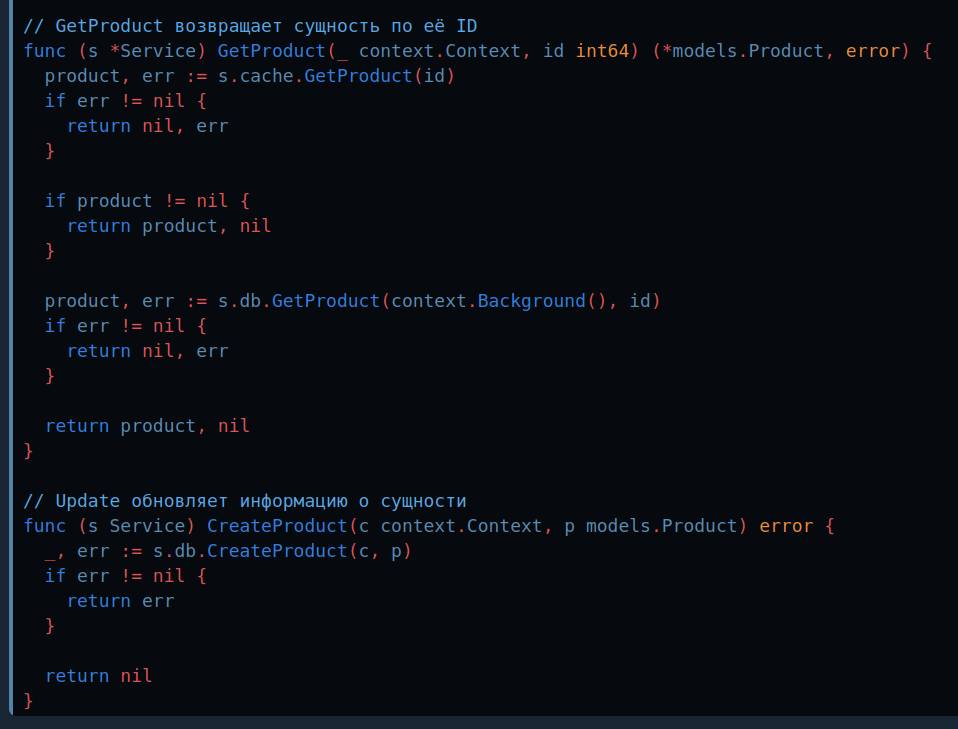 // GetProduct возвращает сущность по её ID
func (s *Service) GetProduct(_ context.Context, id int64) (*models.Product, error) {
  product, err := s.cache.GetProduct(id)
  if err != nil {
    return nil, err
  }

  if product != nil {
    return product, nil
  }

  product, err := s.db.GetProduct(context.Background(), id)
  if err != nil {
    return nil, err
  }

  return product, nil
}

// Update обновляет информацию о сущности
func (s Service) CreateProduct(c context.Context, p models.Product) error {
  _, err := s.db.CreateProduct(c, p)
  if err != nil {
    return err
  }

  return nil
}